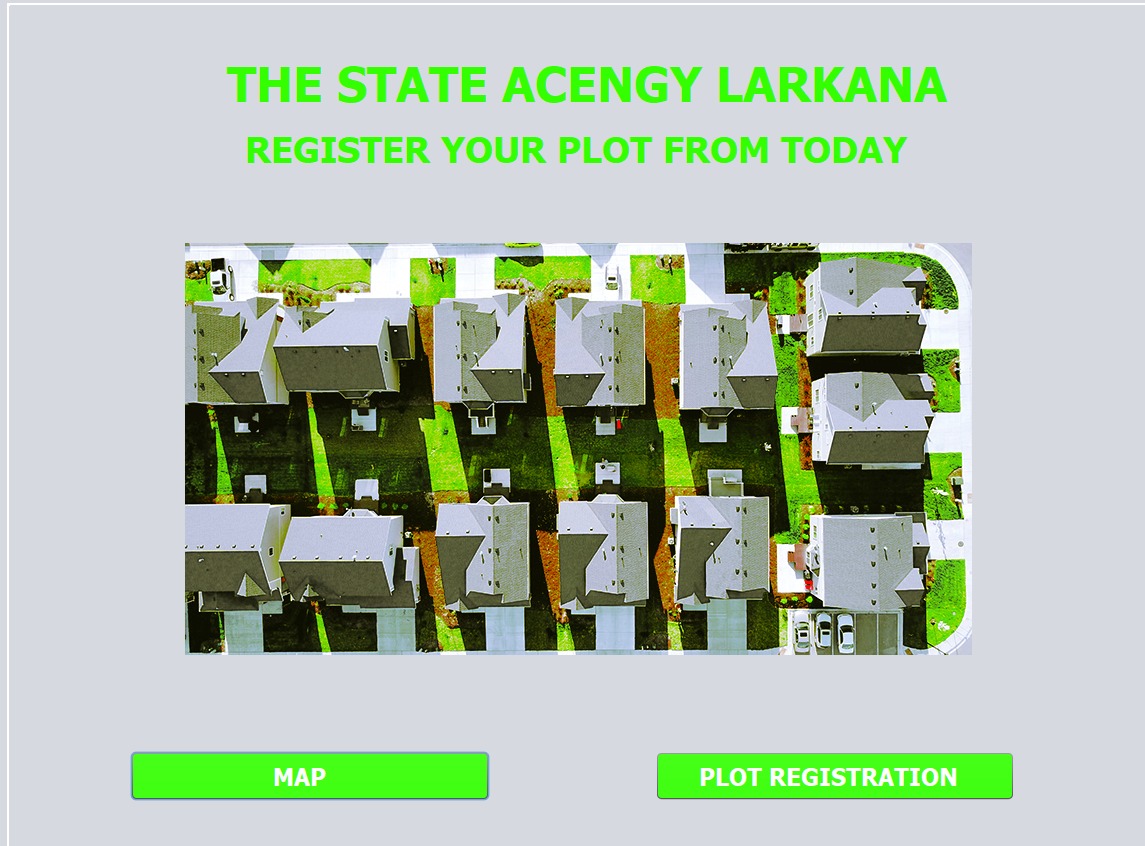 THE STATE ACENGY LARKANA
REGISTER YOUR PLOT FROM TODAY
MAP
PLOT REGISTRATION